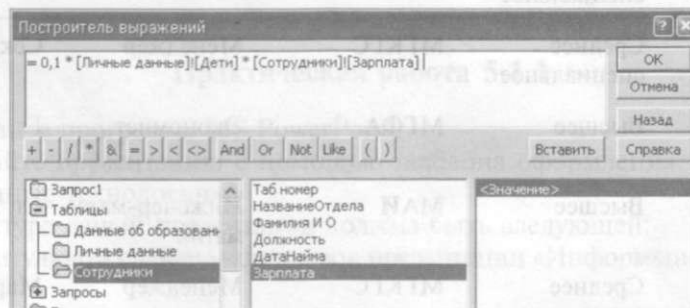 Построитель выражений
= 0,1 * [Личные данные]![Дети] * [Сотрудники]![Зарплата]
ОК
Отмена
Назад
Справка
+ - / * & = > < <> And Or Not Like ( ) Вставить
Запрос1
Таблицы
Данные об образован
Личные данные
Сотрудники
Запросы
Таб номер
НазваниеОтдела
Фамилия И О
Должность
ДатаНайма
Зарплата
<Значение>